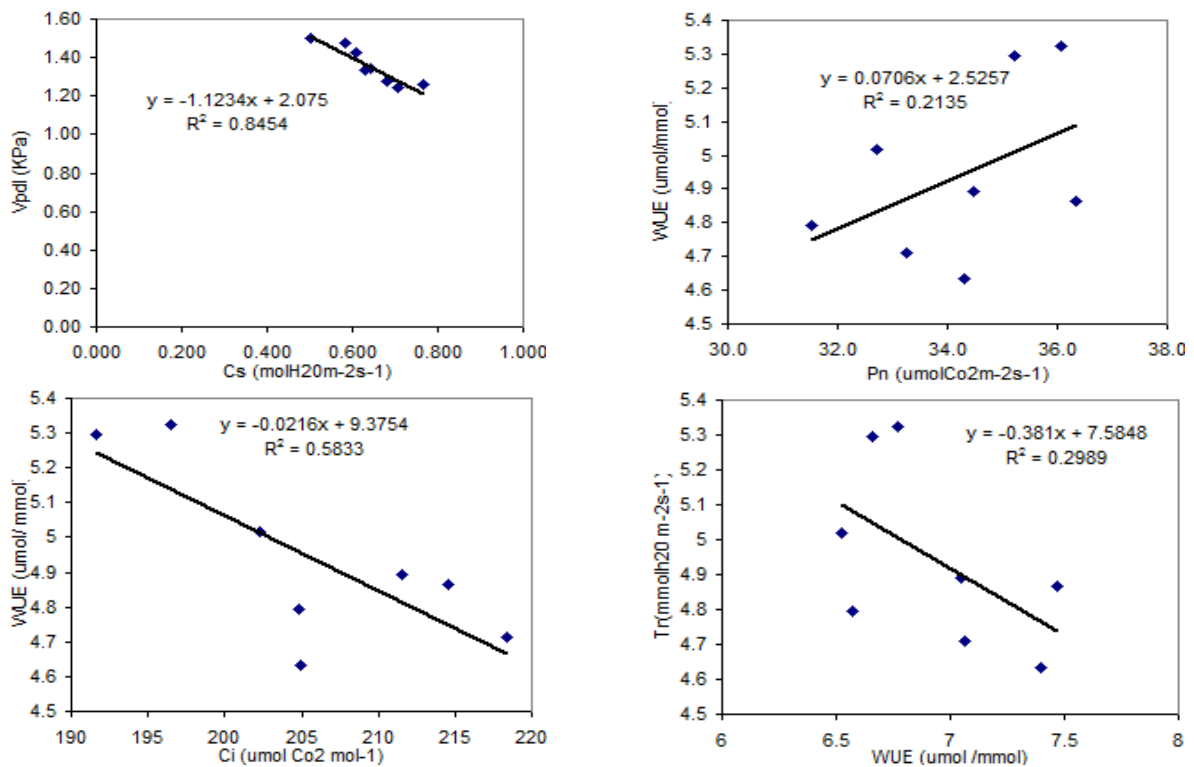 1.60
1.40
1.20
1.00
0.80
0.60
0.40
0.20
0.00
Vpdl (KPa)
y = -1.1234x + 2.075
R² = 0.8454
0.000 0.200 0.400 0.600 0.800 1.000
Cs (molH20m-2s-1)
5.4
5.3
5.2
5.1
5
4.9
4.8
4.7
4.6
4.5
WUE (umol/mmol)
y = 0.0706x + 2.5257
R² = 0.2135
30.0 32.0 34.0 36.0 38.0
Pn (umolCo2m-2s-1)
5.4
5.3
5.2
5.1
5
4.9
4.8
4.7
4.6
4.5
WUE (umol/ mmol)
y = -0.0216x + 9.3754
R² = 0.5833
190 195 200 205 210 215 220
Ci (umol Co2 mol-1)
5.4
5.3
5.2
5.1
5
4.9
4.8
4.7
4.6
4.5
Tr(mmolh20 m-2s-1)
y = -0.381x + 7.5848
R² = 0.2989
6 6.5 7 7.5 8
WUE (umol /mmol)